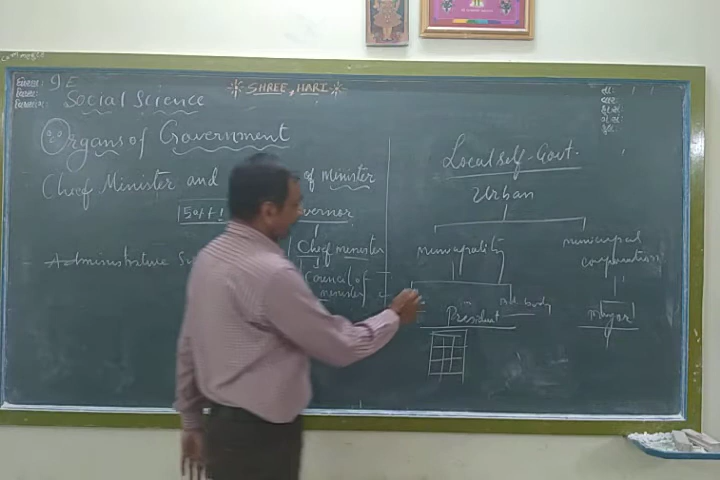 9 E
SHREE HARI
Social Science
Organs of Government
Chief Minister and of Minister
Chief minister
Council of
minister
Administrative
Local self-Govt.
Urban
municipality
municipal
corporation
President
body
Mayor